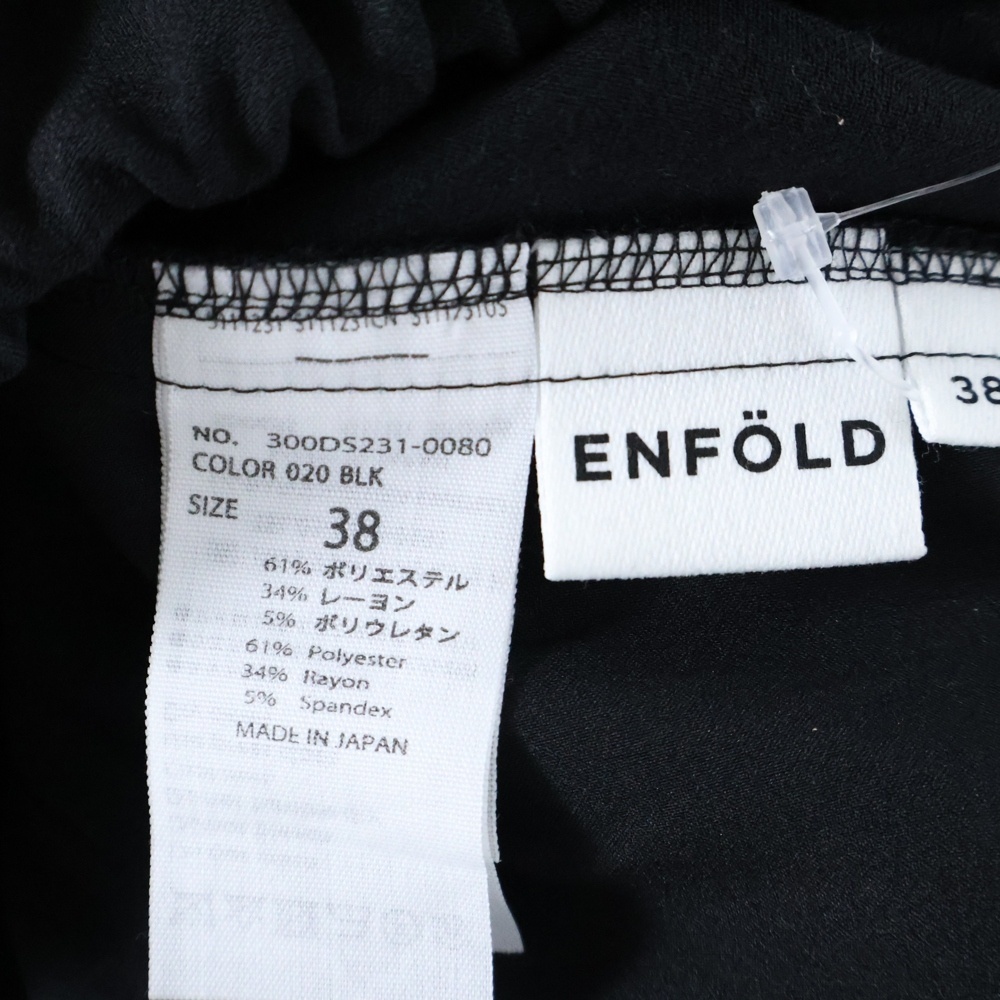 NO. 300DS231-0080
COLOR 020 BLK
SIZE 38
61% ポリエステル
34% レーヨン
5% ポリウレタン
61% Polyester
34% Rayon
5% Spandex
MADE IN JAPAN
ENFÖLD
38